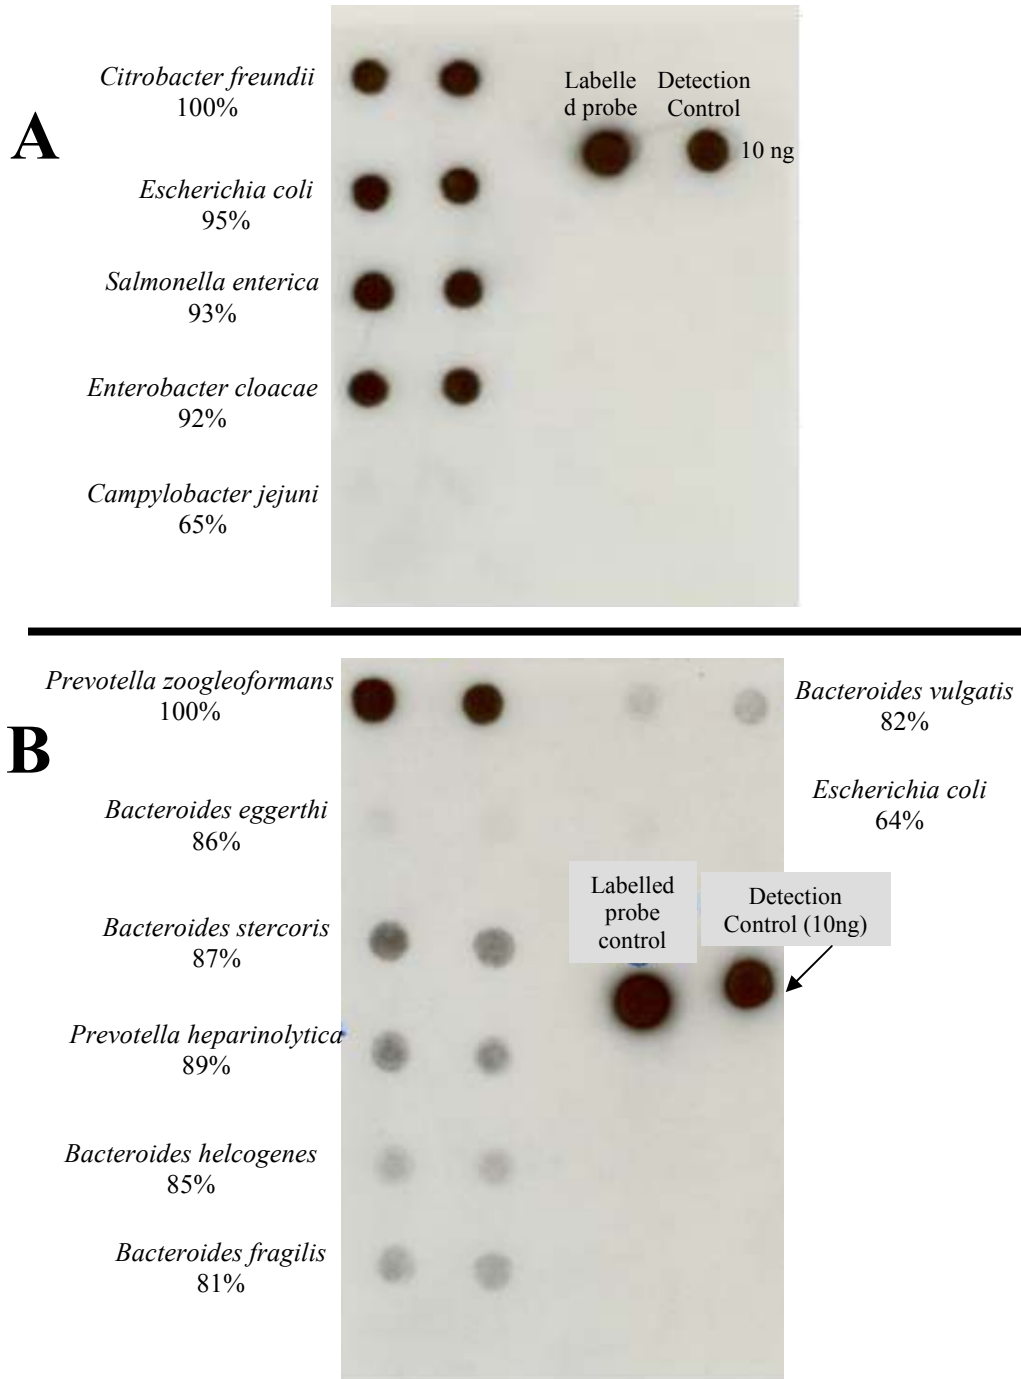 A
Citrobacter freundii
100%
Escherichia coli
95%
Salmonella enterica
93%
Enterobacter cloacae
92%
Campylobacter jejuni
65%
Labelle
d probe
Detection
Control
10 ng
B
Prevotella zoogleoformans
100%
Bacteroides eggerthi
86%
Bacteroides stercoris
87%
Prevotella heparinolytica
89%
Bacteroides helcogenes
85%
Bacteroides fragilis
81%
Bacteroides vulgatis
82%
Escherichia coli
64%
Labelled
probe
control
Detection
Control (10ng)